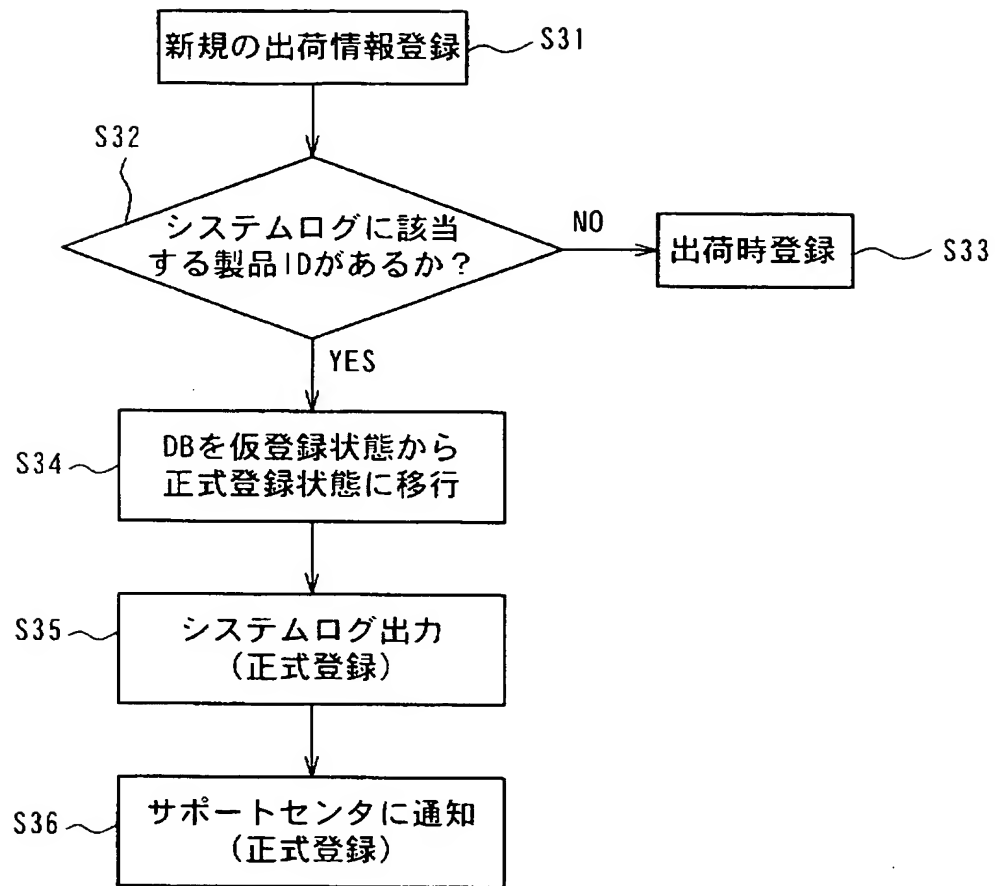 新規の出荷情報登録
S31
S32
システムログに該当
する製品IDがあるか？
NO
出荷時登録
S33
YES
S34
DBを仮登録状態から
正式登録状態に移行
S35
システムログ出力
（正式登録）
S36
サポートセンタに通知
（正式登録）